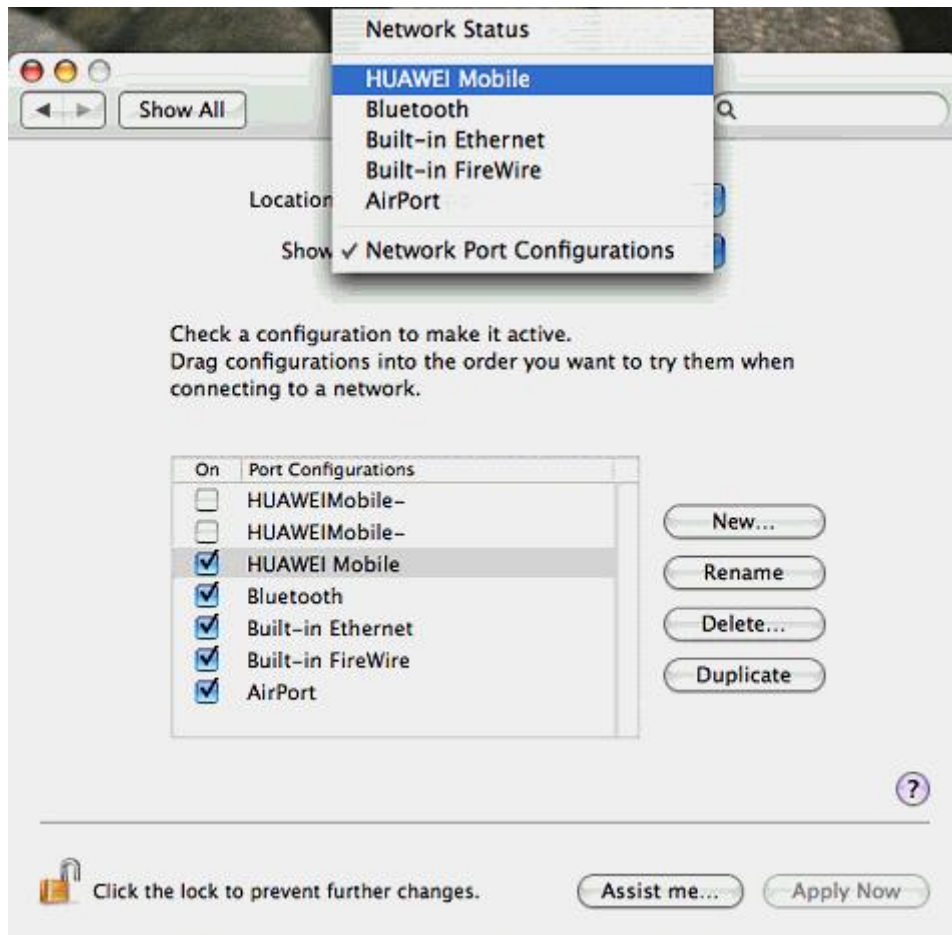 Network Status
HUAWEI Mobile
Bluetooth
Built-in Ethernet
Built-in FireWire
AirPort
Network Port Configurations
Show All
Location
Show
Check a configuration to make it active.
Drag configurations into the order you want to try them when
connecting to a network.
On Port Configurations
HUAWEIMobile-
HUAWEIMobile-
HUAWEI Mobile
Bluetooth
Built-in Ethernet
Built-in FireWire
AirPort
New...
Rename
Delete...
Duplicate
?
Click the lock to prevent further changes.
Assist me...
Apply Now